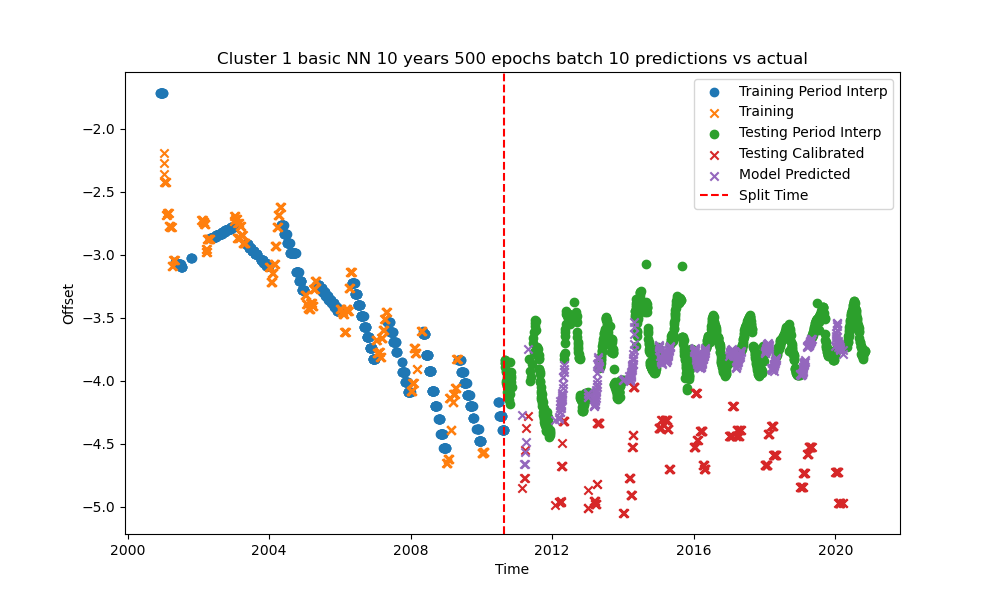 Cluster 1 basic NN 10 years 500 epochs batch 10 predictions vs actual
Training Period Interp
Training
Testing Period Interp
Testing Calibrated
Model Predicted
Split Time
Offset
−2.0
−2.5
−3.0
−3.5
−4.0
−4.5
−5.0
2000
2004
2008
2012
2016
2020
Time